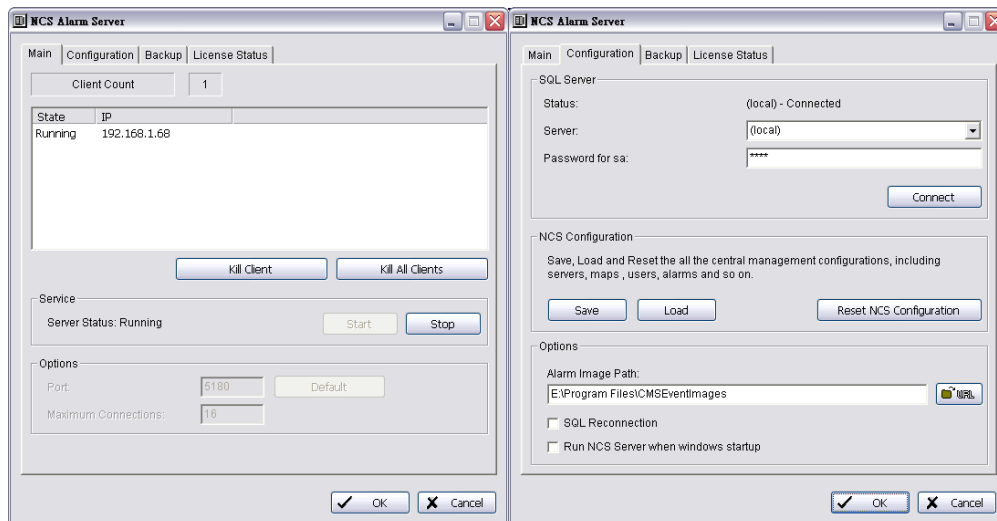 NCS Alarm Server
Main Configuration Backup License Status
Client Count 1
State IP
Running 192.168.1.68
Kill Client Kill All Clients
Service
Server Status: Running Start Stop
Options
Port: 5180 Default
Maximum Connections: 16
OK Cancel
NCS Alarm Server
Main Configuration Backup License Status
SQL Server
Status: (local) - Connected
Server: (local)
Password for sa: ****
Connect
NCS Configuration
Save, Load and Reset the all the central management configurations, including
servers, maps , users, alarms and so on.
Save Load Reset NCS Configuration
Options
Alarm Image Path:
E:\Program Files\CMSEventImages URL
SQL Reconnection
Run NCS Server when windows startup
OK Cancel